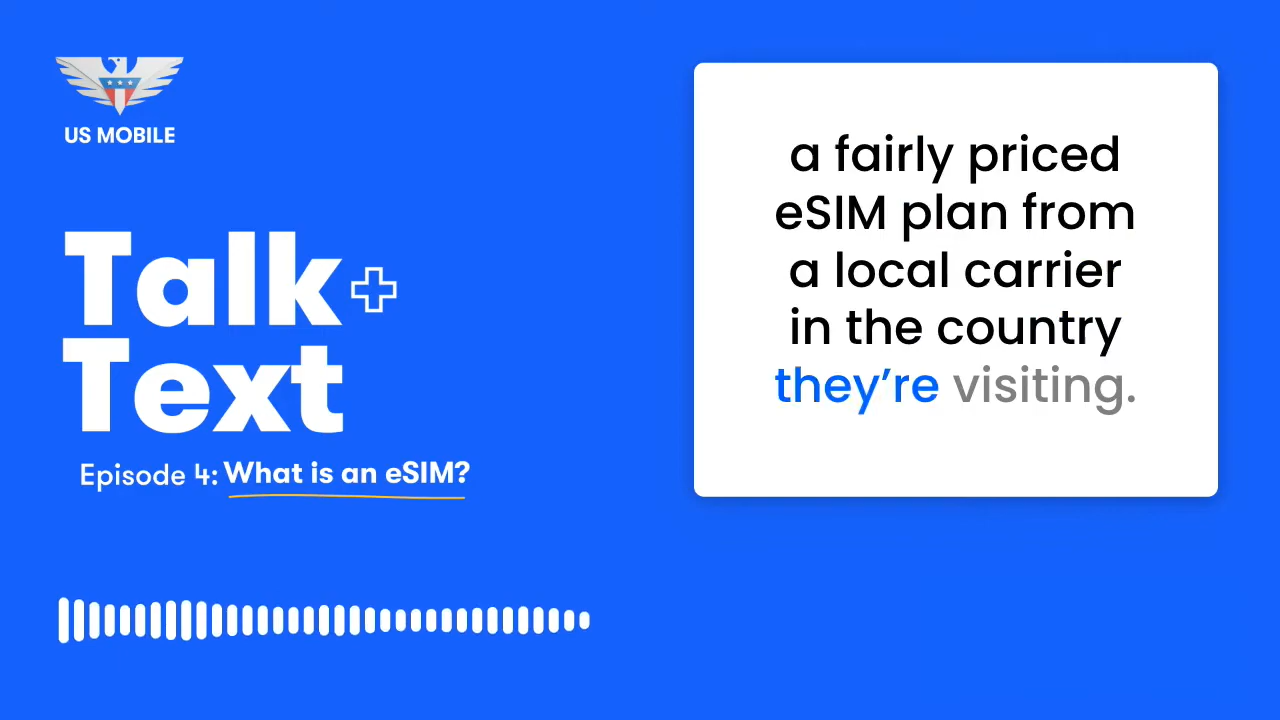 US MOBILE
Talk+
Text
Episode 4: What is an eSIM?
a fairly priced
eSIM plan from
a local carrier
in the country
they’re visiting.